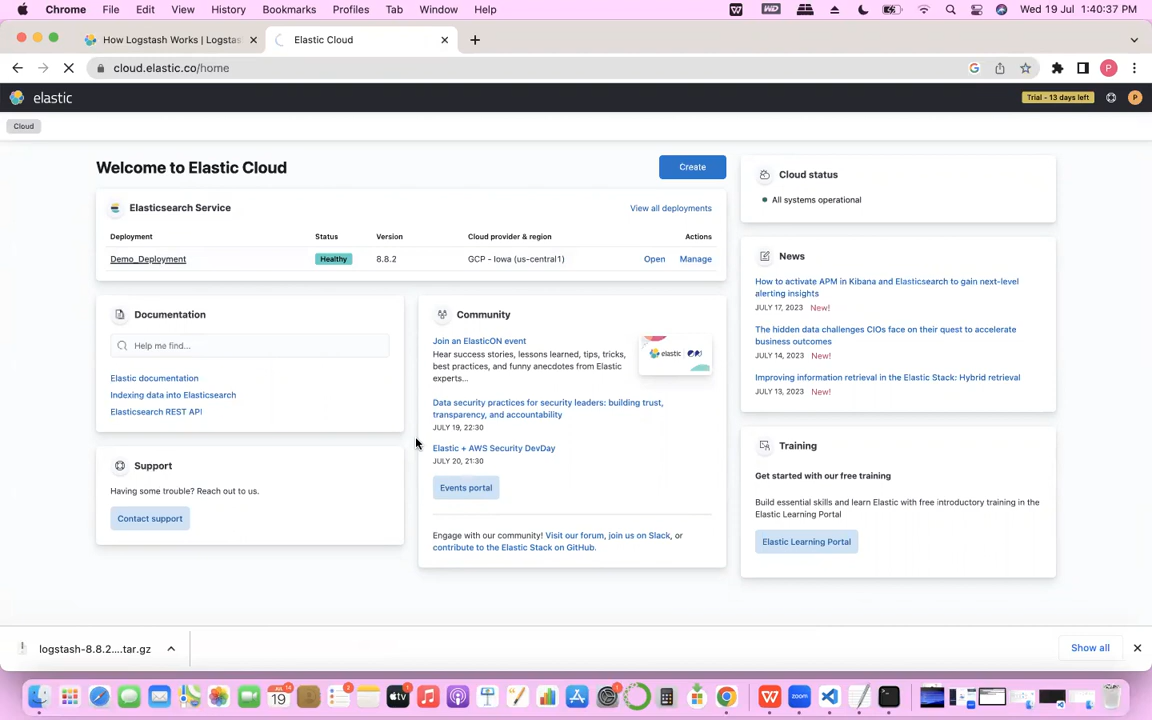 Chrome File Edit View History Bookmarks Profiles Tab Window Help Wed 19 Jul 1:40:37 PM
How Logstash Works | Logstas
Elastic Cloud
cloud.elastic.co/home
elastic
Trial - 13 days left
P
Cloud
Welcome to Elastic Cloud
Create
Elasticsearch Service
View all deployments
Deployment Status Version Cloud provider & region Actions
Demo_Deployment Healthy 8.8.2 GCP - Iowa (us-central1) Open Manage
Documentation
Help me find...
Elastic documentation
Indexing data into Elasticsearch
Elasticsearch REST API
Support
Having some trouble? Reach out to us.
Contact support
Community
Join an ElasticON event
Hear success stories, lessons learned, tips, tricks,
best practices, and funny anecdotes from Elastic
experts...
elastic
Data security practices for security leaders: building trust,
transparency, and accountability
JULY 19, 22:30
Elastic + AWS Security DevDay
JULY 20, 21:30
Events portal
Engage with our community! Visit our forum, join us on Slack, or
contribute to the Elastic Stack on GitHub.
Cloud status
All systems operational
News
How to activate APM in Kibana and Elasticsearch to gain next-level
alerting insights
JULY 17, 2023 New!
The hidden data challenges CIOs face on their quest to accelerate
business outcomes
JULY 14, 2023 New!
Improving information retrieval in the Elastic Stack: Hybrid retrieval
JULY 13, 2023 New!
Training
Get started with our free training
Build essential skills and learn Elastic with free introductory training in the
Elastic Learning Portal
Elastic Learning Portal
logstash-8.8.2....tar.gz
Show all